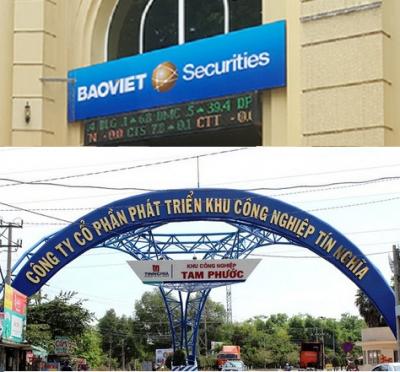 BAOVIET Securities
CÔNG TY CỔ PHẦN PHÁT TRIỂN KHU CÔNG NGHIỆP TÍN NGHĨA
KHU CÔNG NGHIỆP
TAM PHƯỚC